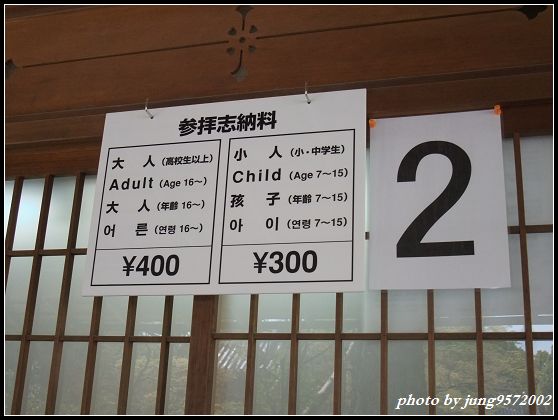 参拝志納料
大人(高校生以上)
Adult (Age 16〜)
大人(年齢 16〜)
어른(연령 16〜)
¥400
小人(小・中学生)
Child (Age 7〜15)
孩子(年齢 7〜15)
아이(연령 7〜15)
¥300
2
photo by jung9572002